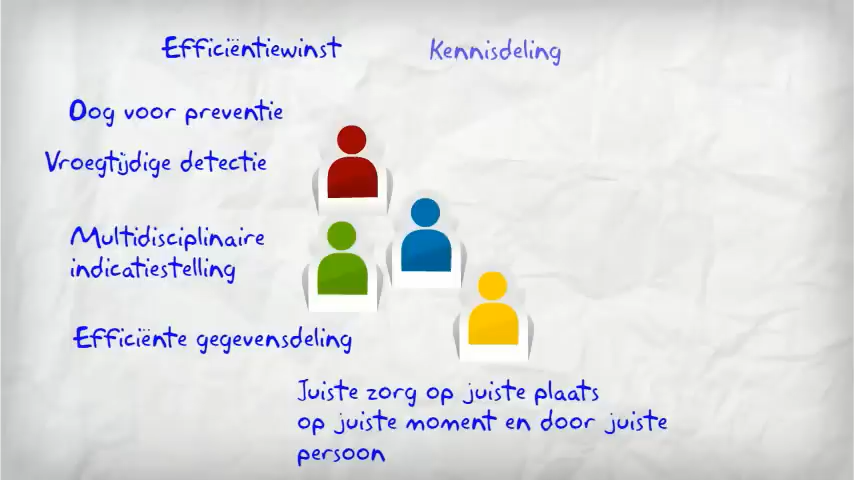 Efficiëntiewinst
Kennisdeling
Oog voor preventie
Vroegtijdige detectie
Multidisciplinaire
indicatiestelling
Efficiënte gegevensdeling
Juiste zorg op juiste plaats
op juiste moment en door juiste
persoon